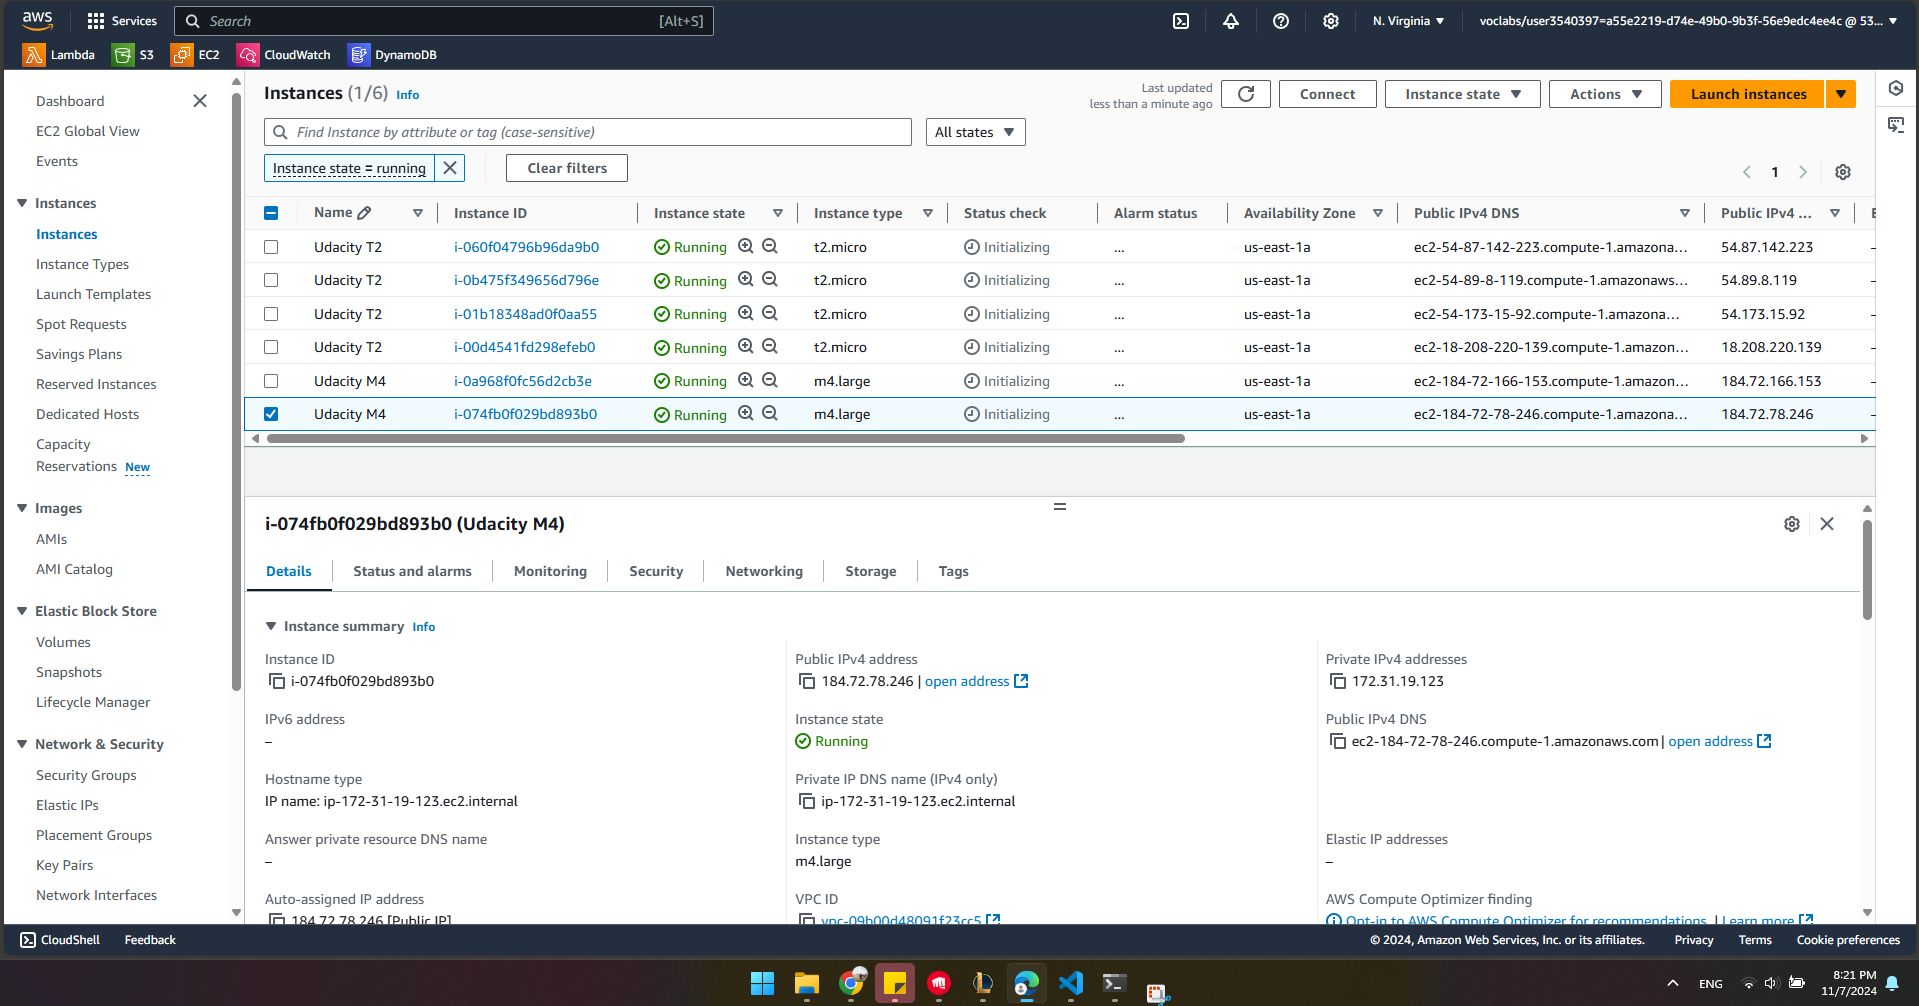 aws
Services
Search
[Alt+S]
N. Virginia
voclabs/user3540397=a55e2219-d74e-49b0-9b3f-56e9edc4ee4c @ 53...
Lambda
S3
EC2
CloudWatch
DynamoDB
Dashboard
EC2 Global View
Events
Instances
Instances
Instance Types
Launch Templates
Spot Requests
Savings Plans
Reserved Instances
Dedicated Hosts
Capacity
Reservations New
Images
AMIs
AMI Catalog
Elastic Block Store
Volumes
Snapshots
Lifecycle Manager
Network & Security
Security Groups
Elastic IPs
Placement Groups
Key Pairs
Network Interfaces
Instances (1/6) Info
Last updated
less than a minute ago
Connect
Instance state
Actions
Launch instances
Find Instance by attribute or tag (case-sensitive)
All states
Instance state = running
Clear filters
1
Name Instance ID Instance state Instance type Status check Alarm status Availability Zone Public IPv4 DNS Public IPv4 ...
Udacity T2 i-060f04796b96da9b0 Running t2.micro Initializing ... us-east-1a ec2-54-87-142-223.compute-1.amazona... 54.87.142.223 –
Udacity T2 i-0b475f349656d796e Running t2.micro Initializing ... us-east-1a ec2-54-89-8-119.compute-1.amazonaws... 54.89.8.119 –
Udacity T2 i-01b18348ad0f0aa55 Running t2.micro Initializing ... us-east-1a ec2-54-173-15-92.compute-1.amazona... 54.173.15.92 –
Udacity T2 i-00d4541fd298efeb0 Running t2.micro Initializing ... us-east-1a ec2-18-208-220-139.compute-1.amazon... 18.208.220.139 –
Udacity M4 i-0a968f0fc56d2cb3e Running m4.large Initializing ... us-east-1a ec2-184-72-166-153.compute-1.amazon... 184.72.166.153 –
Udacity M4 i-074fb0f029bd893b0 Running m4.large Initializing ... us-east-1a ec2-184-72-78-246.compute-1.amazona... 184.72.78.246 –
i-074fb0f029bd893b0 (Udacity M4)
Details
Status and alarms
Monitoring
Security
Networking
Storage
Tags
Instance summary Info
Instance ID
i-074fb0f029bd893b0
Public IPv4 address
184.72.78.246 | open address
Private IPv4 addresses
172.31.19.123
IPv6 address
–
Instance state
Running
Public IPv4 DNS
ec2-184-72-78-246.compute-1.amazonaws.com | open address
Hostname type
IP name: ip-172-31-19-123.ec2.internal
Private IP DNS name (IPv4 only)
ip-172-31-19-123.ec2.internal
Answer private resource DNS name
–
Instance type
m4.large
Elastic IP addresses
–
Auto-assigned IP address
184.72.78.246 [Public IP]
VPC ID
vpc-09b00d48091f23cc5
AWS Compute Optimizer finding
Opt-in to AWS Compute Optimizer for recommendations. | Learn more
CloudShell
Feedback
© 2024, Amazon Web Services, Inc. or its affiliates.
Privacy
Terms
Cookie preferences
ENG
8:21 PM
11/7/2024